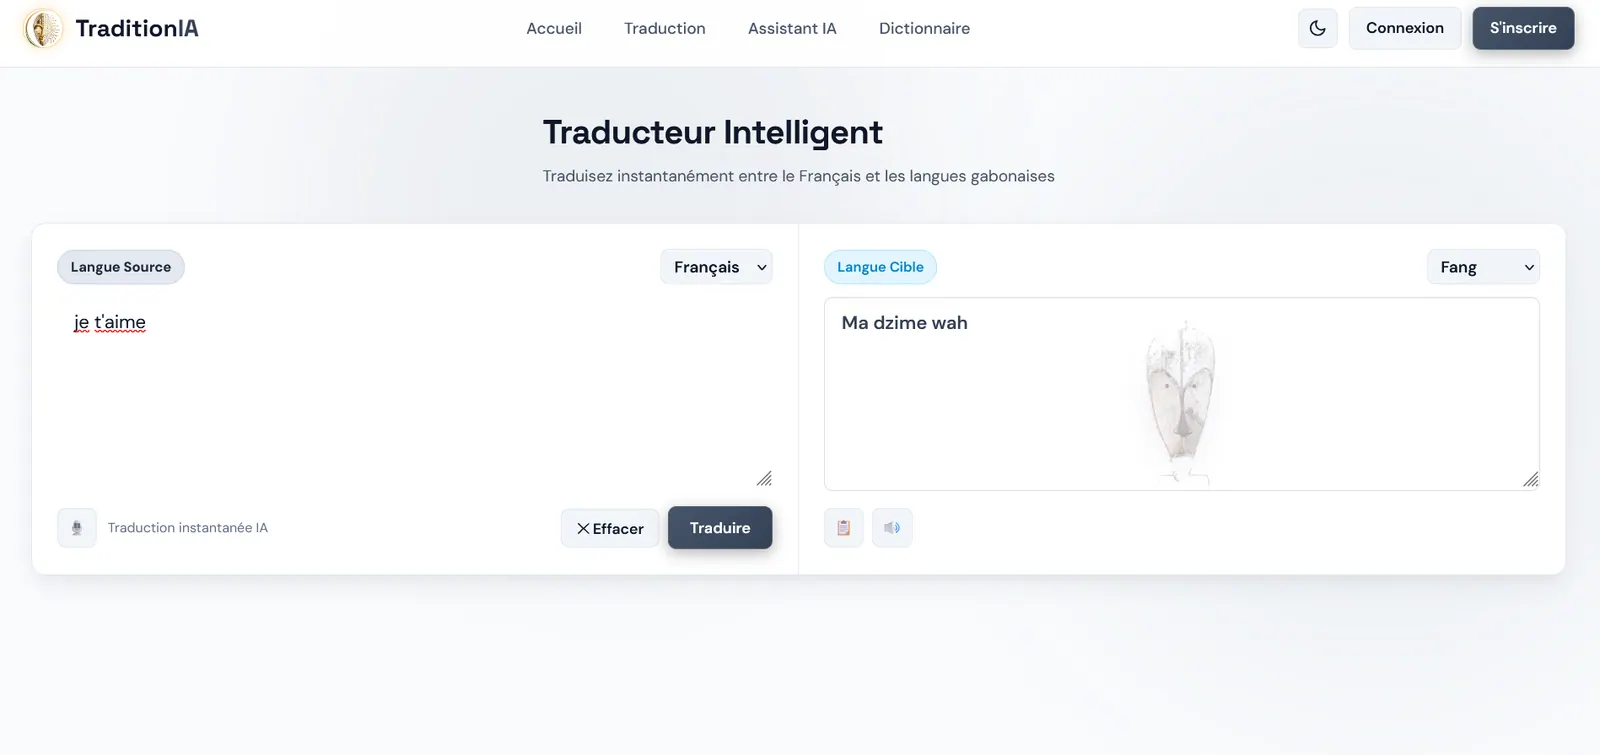 TraditionIA
Accueil
Traduction
Assistant IA
Dictionnaire
Connexion
S'inscrire
Traducteur Intelligent
Traduisez instantanément entre le Français et les langues gabonaises
Langue Source
Français
je t'aime
Traduction instantanée IA
Effacer
Traduire
Langue Cible
Fang
Ma dzime wah